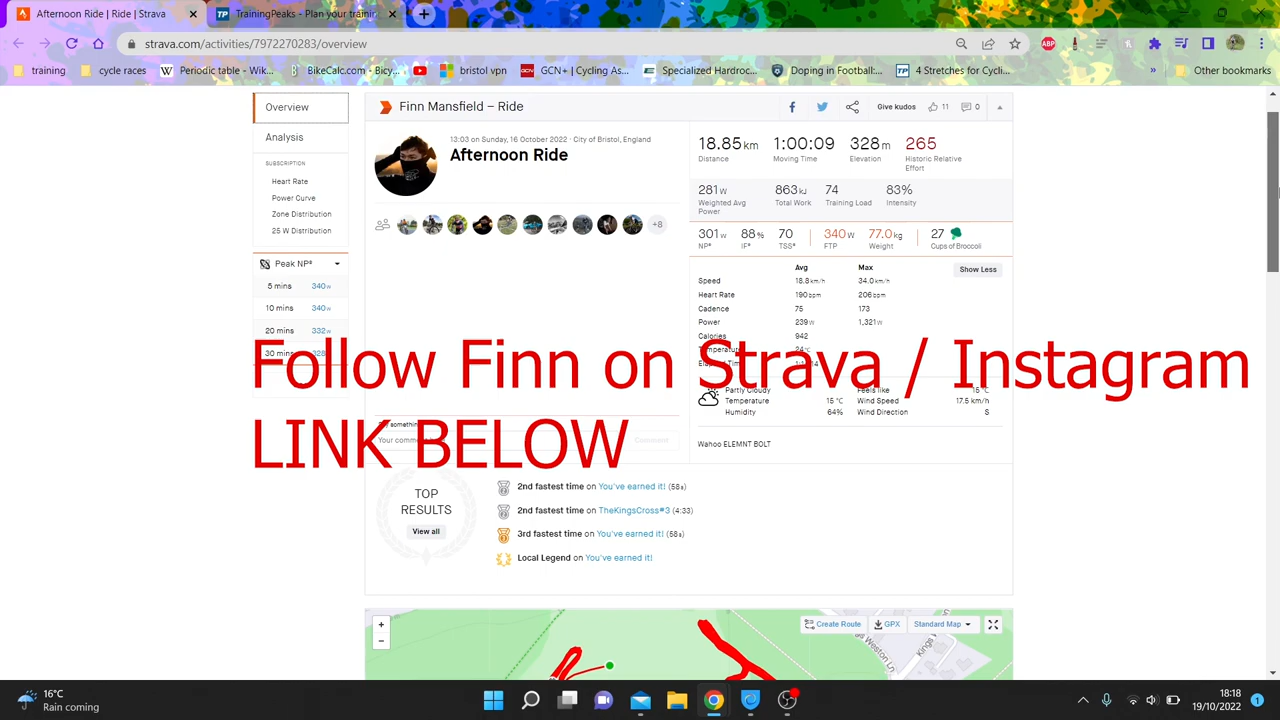 Afternoon Ride | Ride | Strava
TrainingPeaks - Plan your trainin
strava.com/activities/7972270283/overview
training
cycle races
Periodic table - Wik...
BikeCalc.com - Bicy...
bristol vpn
GCN+ | Cycling As...
Specialized Hardroc...
Doping in Football:...
4 Stretches for Cycli...
Other bookmarks
Overview
Analysis
SUBSCRIPTION
Heart Rate
Power Curve
Zone Distribution
25 W Distribution
Peak NP®
5 mins 340w
10 mins 340w
20 mins 332w
30 mins 328
Finn Mansfield – Ride
Give kudos 11 0
13:03 on Sunday, 16 October 2022 · City of Bristol, England
Afternoon Ride
+8
18.85km 1:00:09 328m 265
Distance Moving Time Elevation Historic Relative Effort
281W 863kJ 74 83%
Weighted Avg Power Total Work Training Load Intensity
301w 88% 70 340W 77.0kg 27
NP® IF® TSS® FTP Weight Cups of Broccoli
Avg Max
Show Less
Speed 18.8km/h 34.0km/h
Heart Rate 190bpm 206bpm
Cadence 75 173
Power 239W 1,321W
Calories 942
Temperature 24℃
Partly Cloudy
Temperature 15 ℃
Humidity 64%
Feels like 15 ℃
Wind Speed 17.5 km/h
Wind Direction S
Wahoo ELEMNT BOLT
Follow Finn on Strava / Instagram
LINK BELOW
Your comment
Comment
TOP
RESULTS
View all
2nd fastest time on You've earned it! (58s)
2nd fastest time on TheKingsCross#3 (4:33)
3rd fastest time on You've earned it! (58s)
Local Legend on You've earned it!
Create Route
GPX
Standard Map
16°C
Rain coming
18:18
19/10/2022